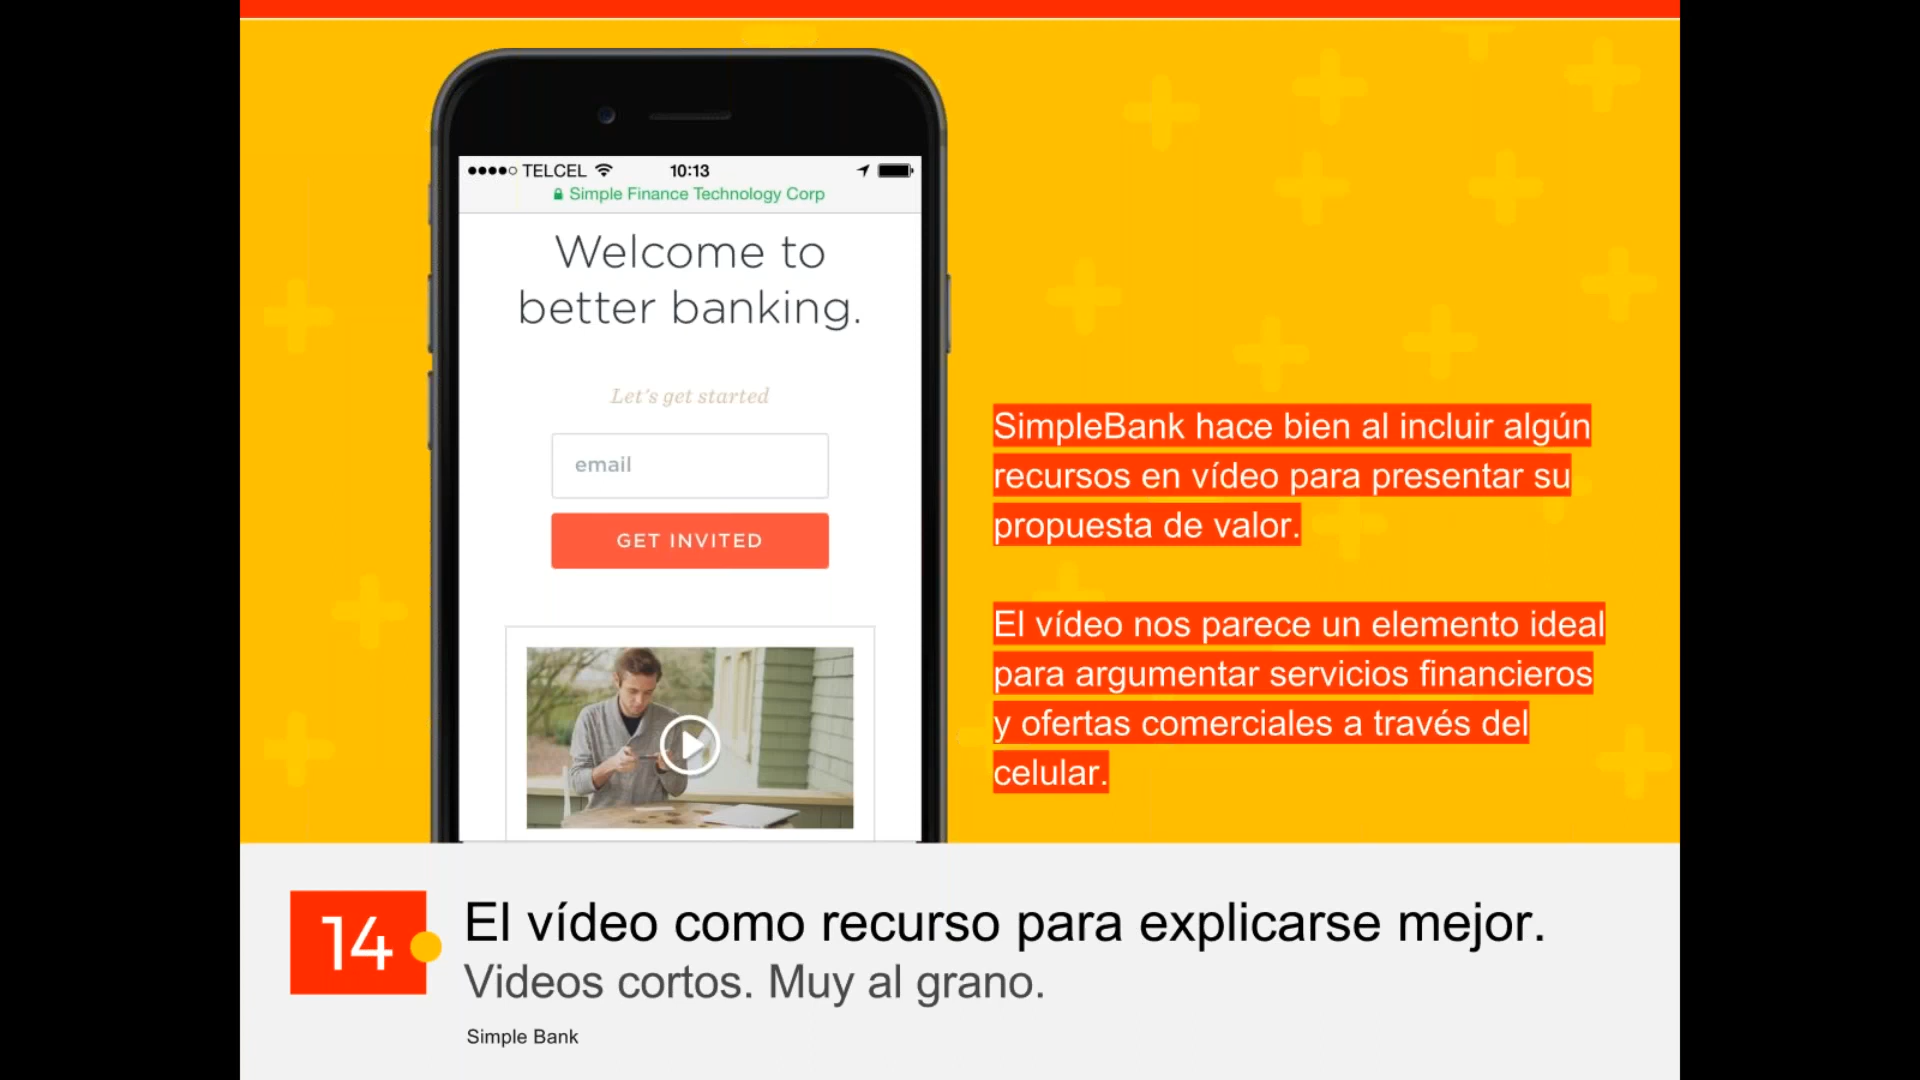 TELCEL 10:13
Simple Finance Technology Corp
Welcome to
better banking.
Let's get started
email
GET INVITED
SimpleBank hace bien al incluir algún
recursos en vídeo para presentar su
propuesta de valor.
El vídeo nos parece un elemento ideal
para argumentar servicios financieros
y ofertas comerciales a través del
celular.
14
El vídeo como recurso para explicarse mejor.
Videos cortos. Muy al grano.
Simple Bank